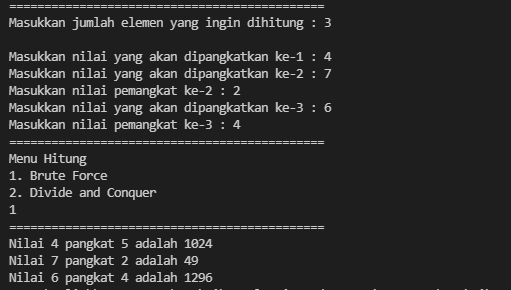 =============================================
Masukkan jumlah elemen yang ingin dihitung : 3
Masukkan nilai yang akan dipangkatkan ke-1 : 4
Masukkan nilai yang akan dipangkatkan ke-2 : 7
Masukkan nilai pemangkat ke-2 : 2
Masukkan nilai yang akan dipangkatkan ke-3 : 6
Masukkan nilai pemangkat ke-3 : 4
=============================================
Menu Hitung
1. Brute Force
2. Divide and Conquer
1
=============================================
Nilai 4 pangkat 5 adalah 1024
Nilai 7 pangkat 2 adalah 49
Nilai 6 pangkat 4 adalah 1296